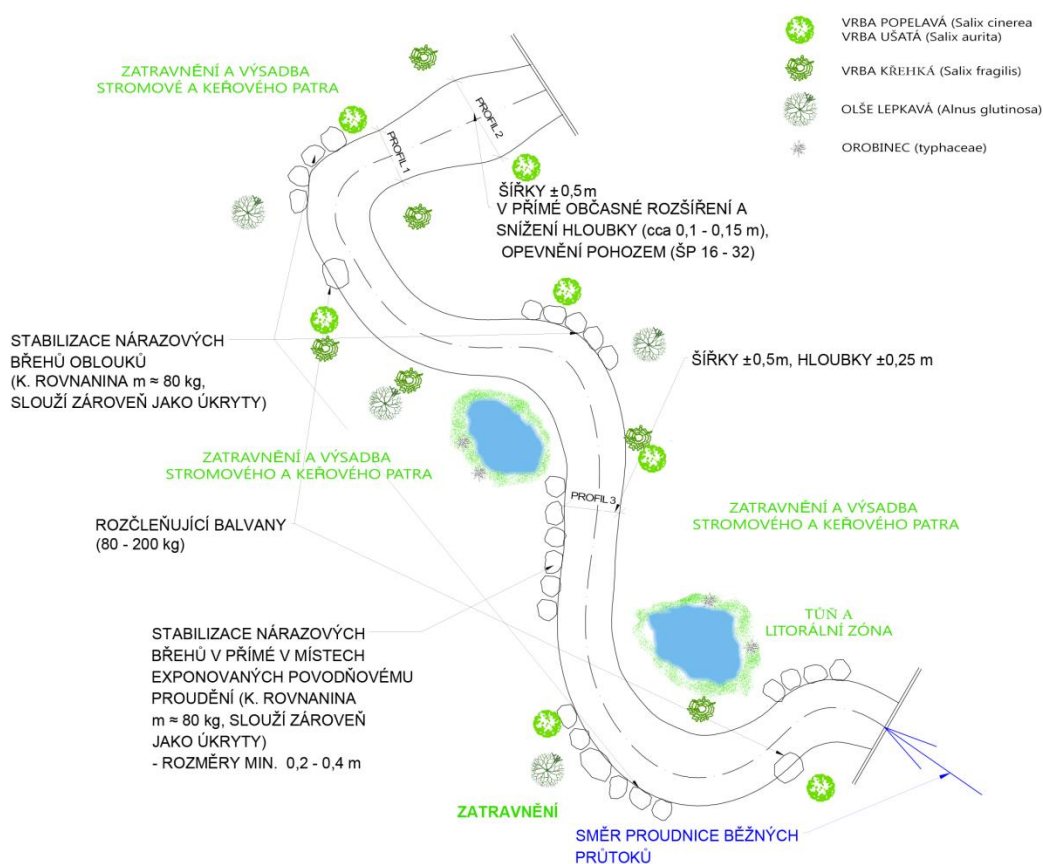 VRBA POPELAVÁ (Salix cinerea
VRBA UŠATÁ (Salix aurita)
VRBA KŘEHKÁ (Salix fragilis)
OLŠE LEPKAVÁ (Alnus glutinosa)
OROBINEC (typhaceae)
ZATRAVNĚNÍ A VÝSADBA
STROMOVÉ A KEŘOVÉHO PATRA
PROFIL 1
PROFIL 2
ŠÍŘKY ±0,5m
V PŘÍMÉ OBČASNÉ ROZŠÍŘENÍ A
SNÍŽENÍ HLOUBKY (cca 0,1 - 0,15 m),
OPEVNĚNÍ POHOZEM (ŠP 16 - 32)
STABILIZACE NÁRAZOVÝCH
BŘEHŮ OBLOUKŮ
(K. ROVNANINA m ≈ 80 kg,
SLOUŽÍ ZÁROVEŇ JAKO ÚKRYTY)
ŠÍŘKY ±0,5m, HLOUBKY ±0,25 m
ZATRAVNĚNÍ A VÝSADBA
STROMOVÉHO A KEŘOVÉHO PATRA
PROFIL 3
ZATRAVNĚNÍ A VÝSADBA
STROMOVÉHO A KEŘOVÉHO PATRA
ROZČLEŇUJÍCÍ BALVANY
(80 - 200 kg)
TŮŇ A
LITORÁLNÍ ZÓNA
STABILIZACE NÁRAZOVÝCH
BŘEHŮ V PŘÍMÉ V MÍSTECH
EXPONOVANÝCH POVODŇOVÉMU
PROUDĚNÍ (K. ROVNANINA
m ≈ 80 kg, SLOUŽÍ ZÁROVEŇ
JAKO ÚKRYTY)
- ROZMĚRY MIN. 0,2 - 0,4 m
ZATRAVNĚNÍ
SMĚR PROUDNICE BĚŽNÝCH
PRŮTOKŮ